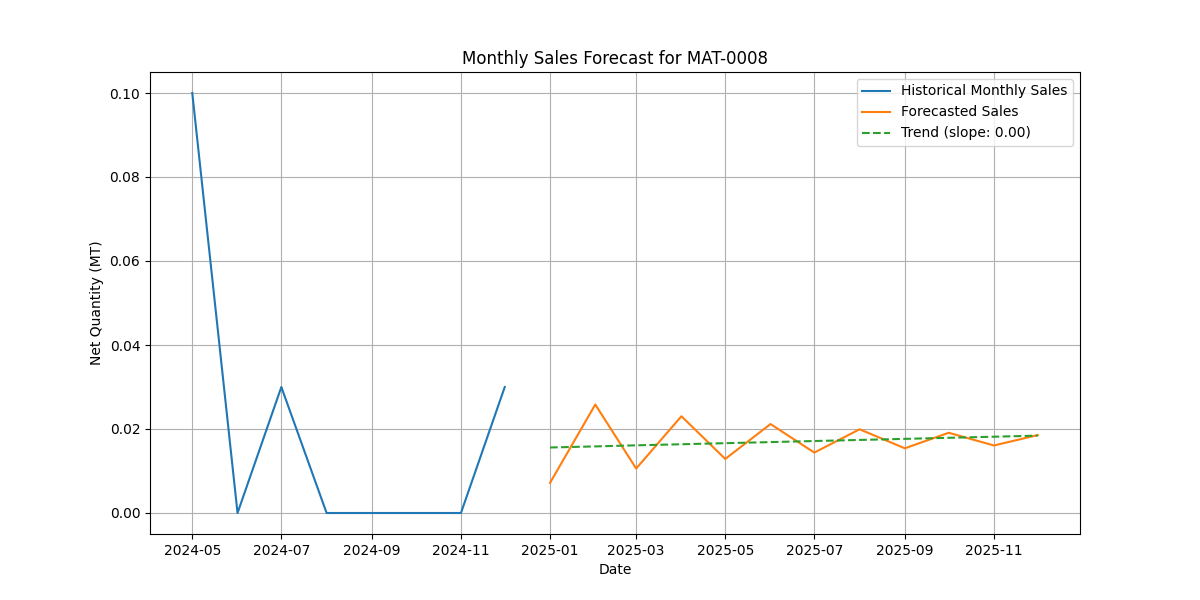 Monthly Sales Forecast for MAT-0008
Historical Monthly Sales
Forecasted Sales
Trend (slope: 0.00)
Net Quantity (MT)
0.10
0.08
0.06
0.04
0.02
0.00
2024-05 2024-07 2024-09 2024-11 2025-01 2025-03 2025-05 2025-07 2025-09 2025-11
Date